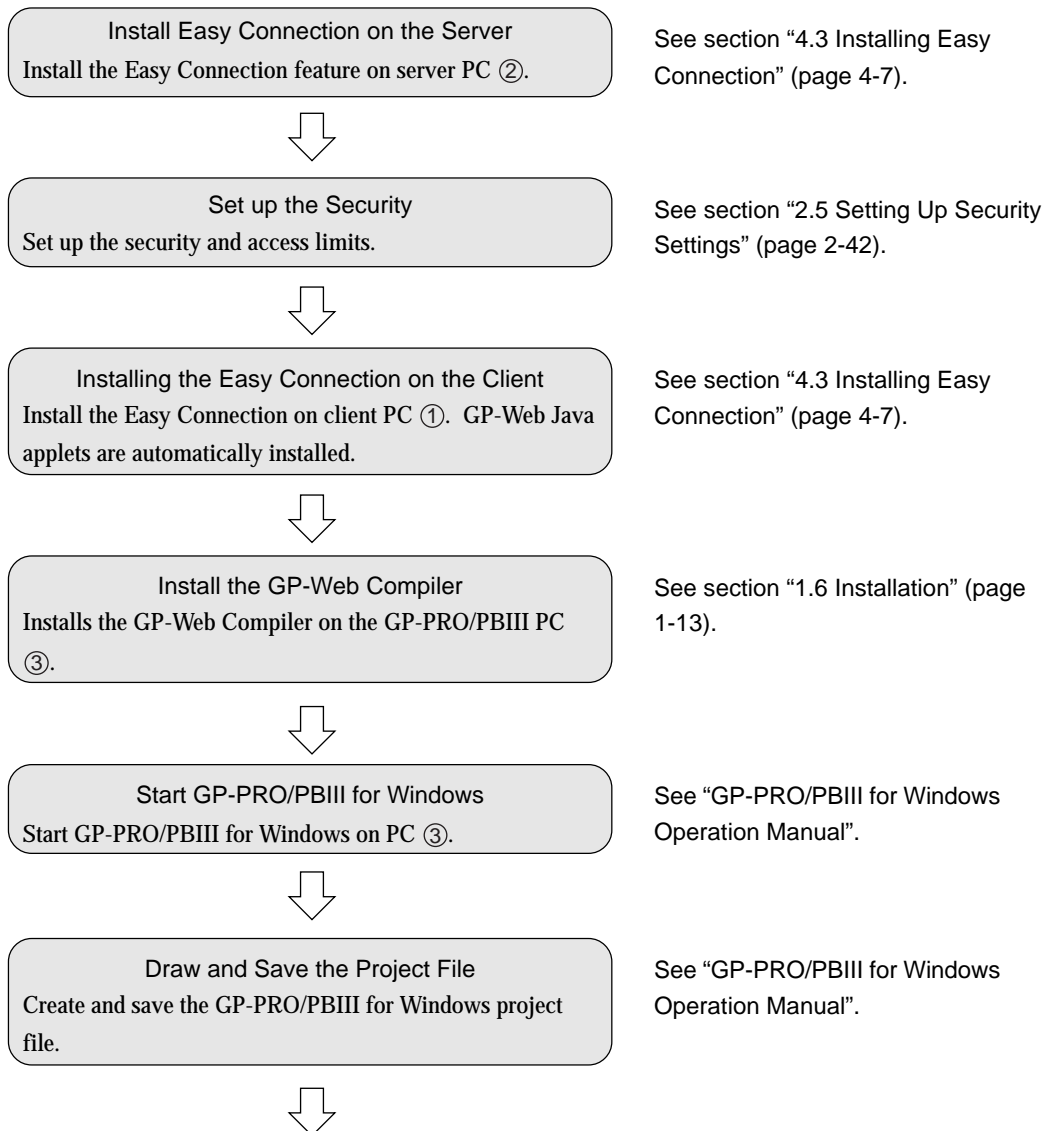 Install Easy Connection on the Server
Install the Easy Connection feature on server PC ②.
See section “4.3 Installing Easy
Connection” (page 4-7).
Set up the Security
Set up the security and access limits.
See section “2.5 Setting Up Security
Settings” (page 2-42).
Installing the Easy Connection on the Client
Install the Easy Connection on client PC ①.  GP-Web Java
applets are automatically installed.
See section “4.3 Installing Easy
Connection” (page 4-7).
Install the GP-Web Compiler
Installs the GP-Web Compiler on the GP-PRO/PBIII PC
③.
See section “1.6 Installation” (page
1-13).
Start GP-PRO/PBIII for Windows
Start GP-PRO/PBIII for Windows on PC ③.
See “GP-PRO/PBIII for Windows
Operation Manual”.
Draw and Save the Project File
Create and save the GP-PRO/PBIII for Windows project
file.
See “GP-PRO/PBIII for Windows
Operation Manual”.